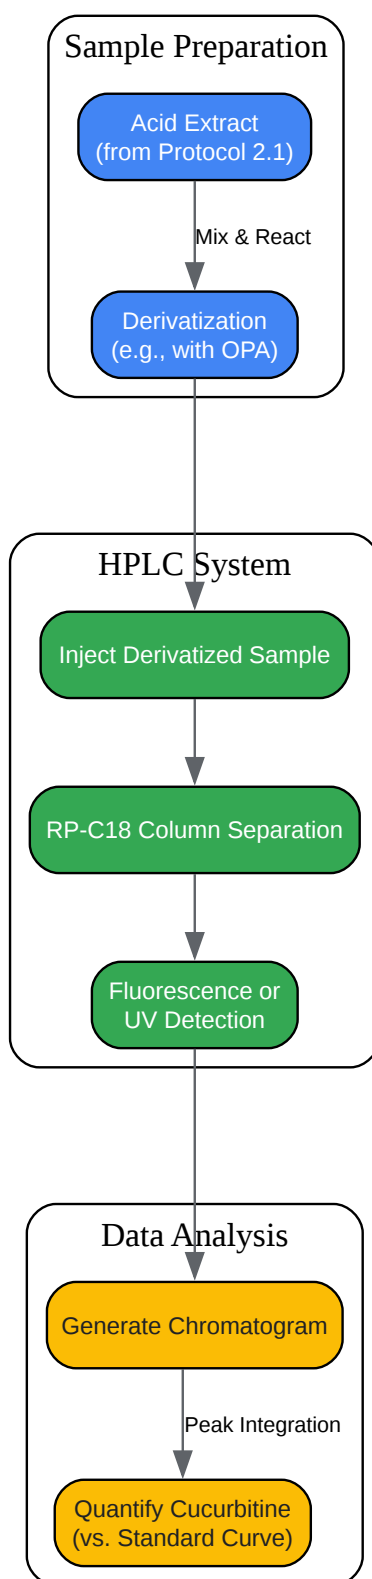 Sample Preparation
Acid Extract
(from Protocol 2.1)
Mix & React
Derivatization
(e.g., with OPA)
HPLC System
Inject Derivatized Sample
RP-C18 Column Separation
Fluorescence or
UV Detection
Data Analysis
Generate Chromatogram
Peak Integration
Quantify Cucurbitine
(vs. Standard Curve)